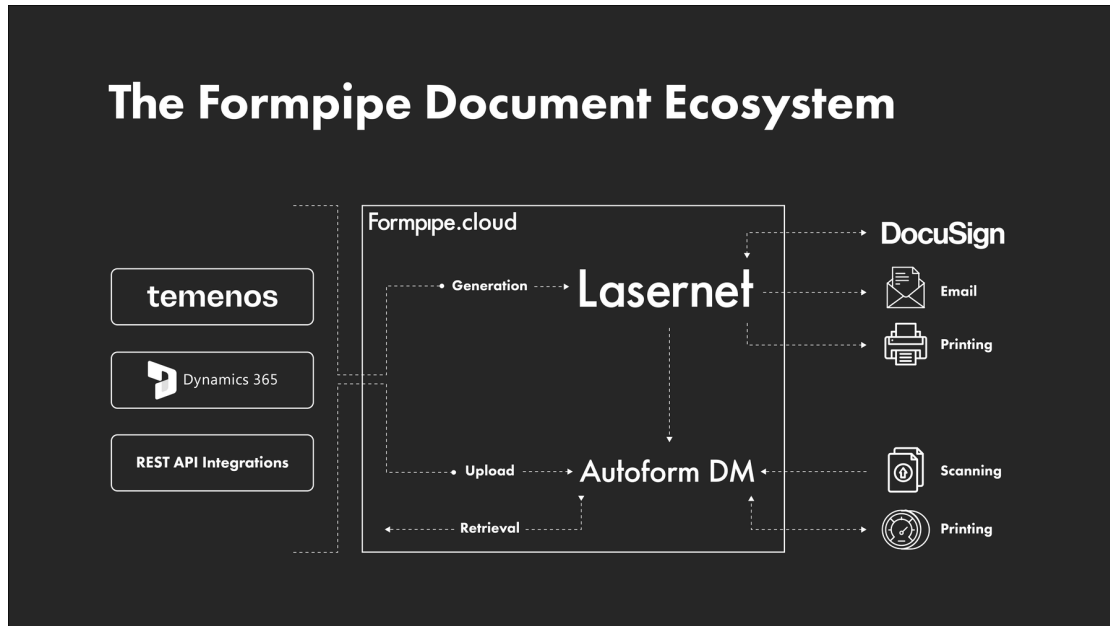 The Formpipe Document Ecosystem
Formpipe.cloud
temenos
Dynamics 365
REST API Integrations
Generation
Lasernet
Upload
Autoform DM
Retrieval
DocuSign
Email
Printing
Scanning
Printing